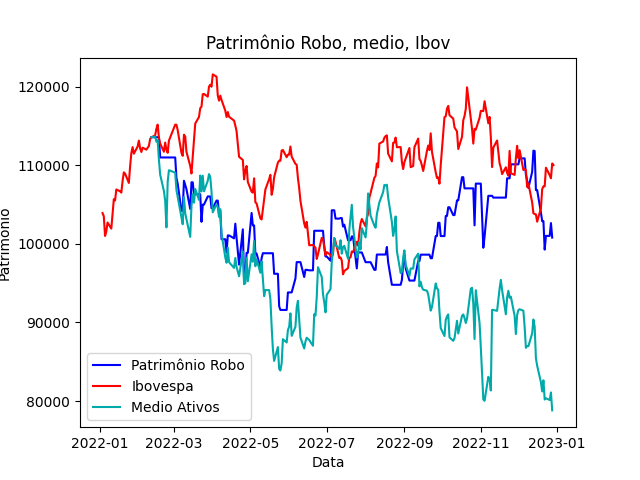 Patrimônio Robo, medio, Ibov
120000
110000
100000
90000
80000
Patrimonio
Patrimônio Robo
Ibovespa
Medio Ativos
2022-01 2022-03 2022-05 2022-07 2022-09 2022-11 2023-01
Data